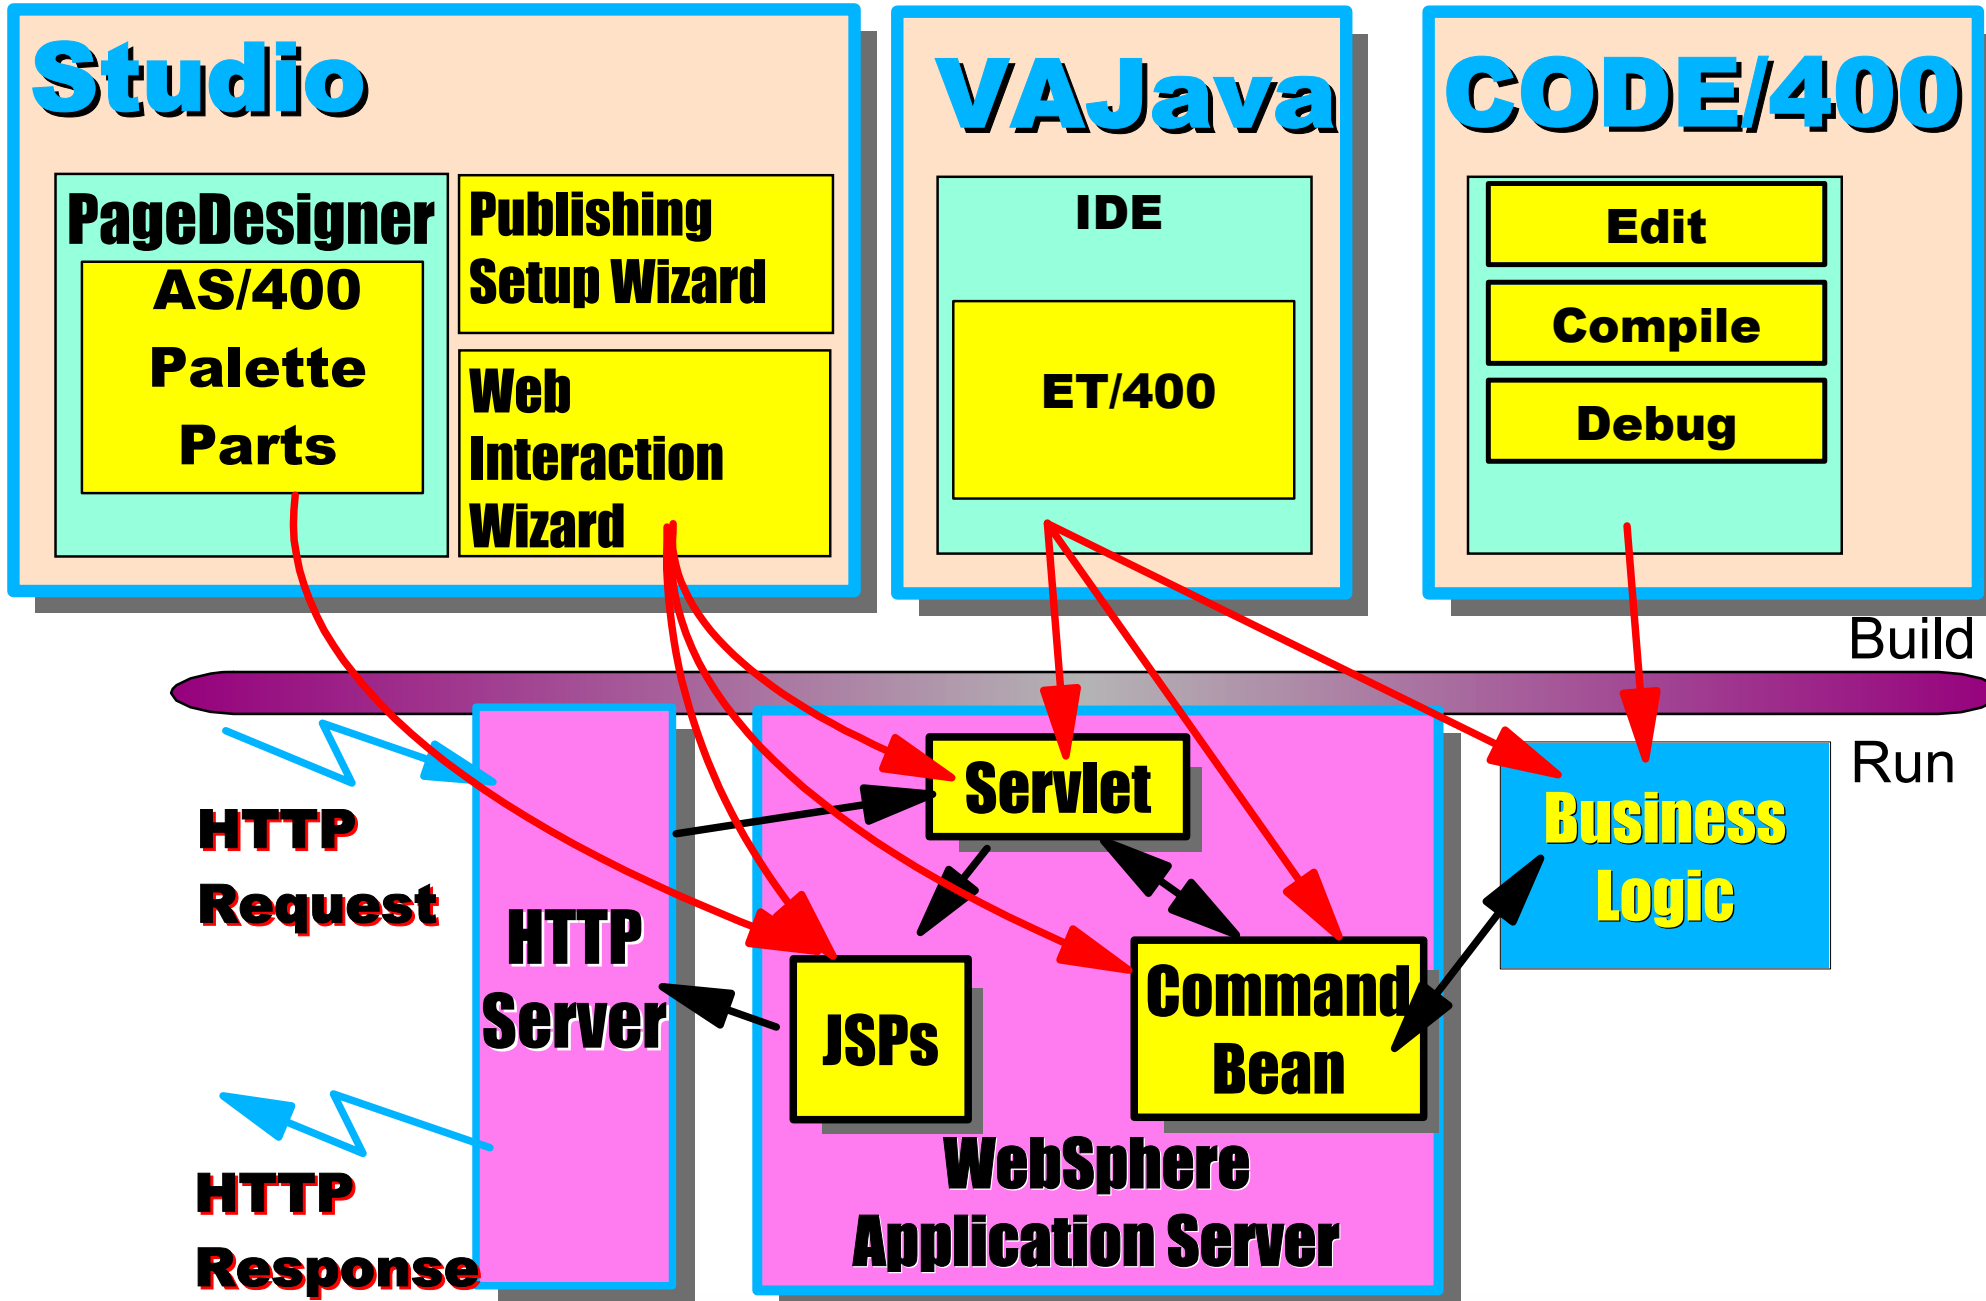 Studio
VAJava
CODE/400
PageDesigner
AS/400
Palette
Parts
Publishing
Setup Wizard
Web
Interaction
Wizard
IDE
ET/400
Edit
Compile
Debug
Build
Run
HTTP
Request
HTTP
Server
Servlet
JSPs
Command
Bean
Business
Logic
WebSphere
Application Server
HTTP
Response